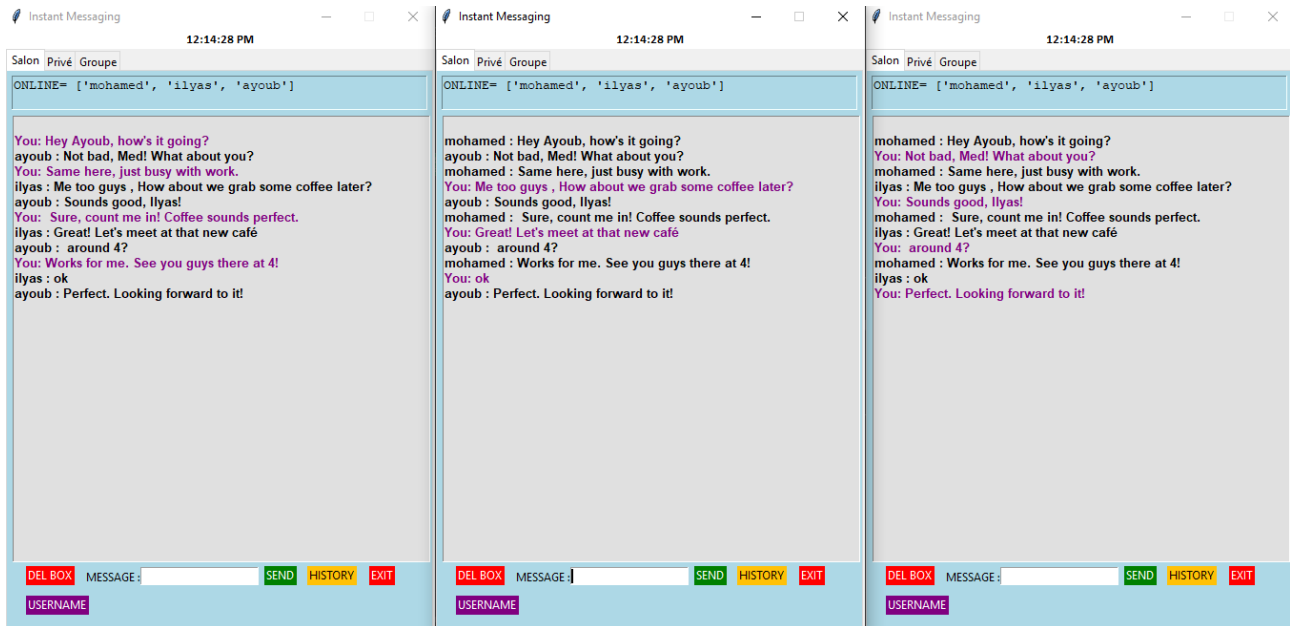 Instant Messaging
12:14:28 PM
Salon Privé Groupe
ONLINE= ['mohamed', 'ilyas', 'ayoub']
You: Hey Ayoub, how's it going?
ayoub : Not bad, Med! What about you?
You: Same here, just busy with work.
ilyas : Me too guys , How about we grab some coffee later?
ayoub : Sounds good, Ilyas!
You:  Sure, count me in! Coffee sounds perfect.
ilyas : Great! Let's meet at that new café
ayoub :  around 4?
You: Works for me. See you guys there at 4!
ilyas : ok
ayoub : Perfect. Looking forward to it!
DEL BOX MESSAGE : SEND HISTORY EXIT
USERNAME
Instant Messaging
12:14:28 PM
Salon Privé Groupe
ONLINE= ['mohamed', 'ilyas', 'ayoub']
mohamed : Hey Ayoub, how's it going?
ayoub : Not bad, Med! What about you?
mohamed : Same here, just busy with work.
You: Me too guys , How about we grab some coffee later?
ayoub : Sounds good, Ilyas!
mohamed :  Sure, count me in! Coffee sounds perfect.
You: Great! Let's meet at that new café
ayoub :  around 4?
mohamed : Works for me. See you guys there at 4!
You: ok
ayoub : Perfect. Looking forward to it!
DEL BOX MESSAGE : SEND HISTORY EXIT
USERNAME
Instant Messaging
12:14:28 PM
Salon Privé Groupe
ONLINE= ['mohamed', 'ilyas', 'ayoub']
mohamed : Hey Ayoub, how's it going?
You: Not bad, Med! What about you?
mohamed : Same here, just busy with work.
ilyas : Me too guys , How about we grab some coffee later?
You: Sounds good, Ilyas!
mohamed :  Sure, count me in! Coffee sounds perfect.
ilyas : Great! Let's meet at that new café
You:  around 4?
mohamed : Works for me. See you guys there at 4!
ilyas : ok
You: Perfect. Looking forward to it!
DEL BOX MESSAGE : SEND HISTORY EXIT
USERNAME